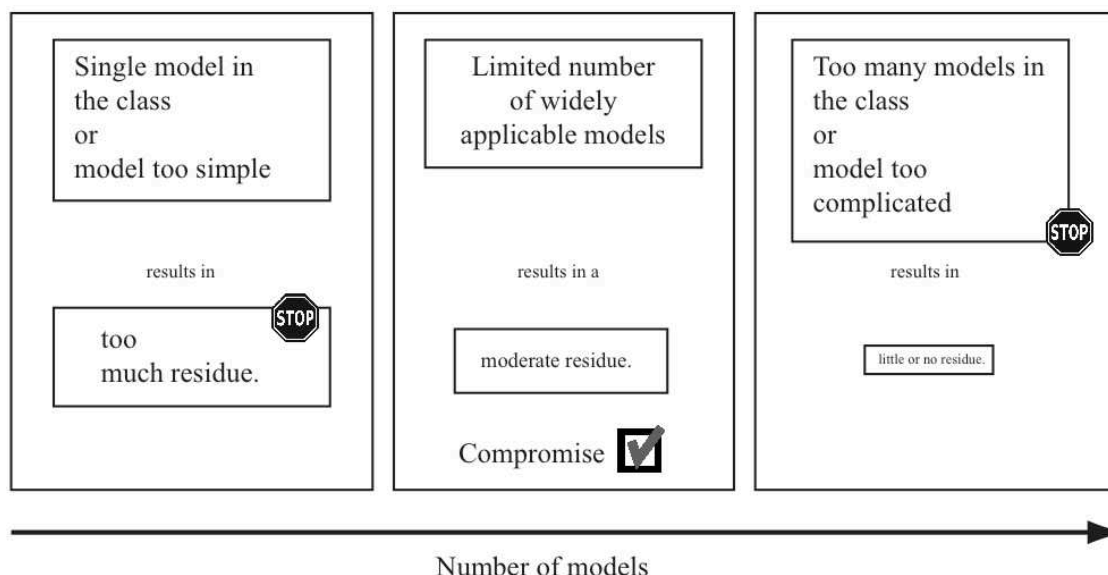 Single model in
the class
or
model too simple
results in
STOP
too
much residue.
Limited number
of widely
applicable models
results in a
moderate residue.
Compromise
Too many models in
the class
or
model too
complicated
STOP
results in
little or no residue.
Number of models